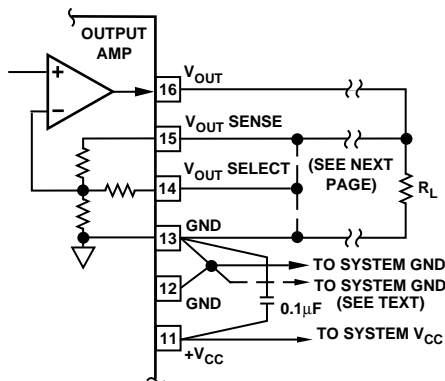 OUTPUT
AMP
+
–
16
VOUT
15
VOUT SENSE
14
VOUT SELECT
(SEE NEXT
PAGE)
RL
13
GND
12
GND
TO SYSTEM GND
TO SYSTEM GND
(SEE TEXT)
0.1μF
11
+VCC
TO SYSTEM VCC